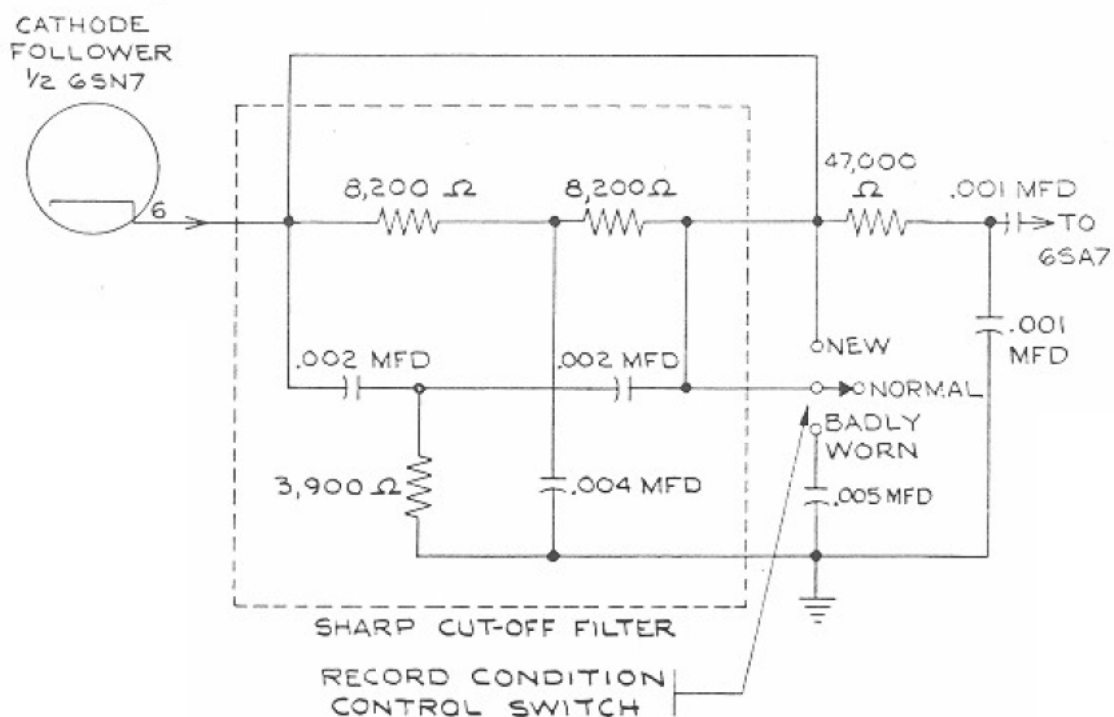 CATHODE
FOLLOWER
1/2 6SN7
6
8,200 Ω
8,200Ω
47,000
Ω
.001 MFD
TO
6SA7
.001
MFD
.002 MFD
.002 MFD
NEW
NORMAL
BADLY
WORN
3,900 Ω
.004 MFD
.005 MFD
SHARP CUT-OFF FILTER
RECORD CONDITION
CONTROL SWITCH